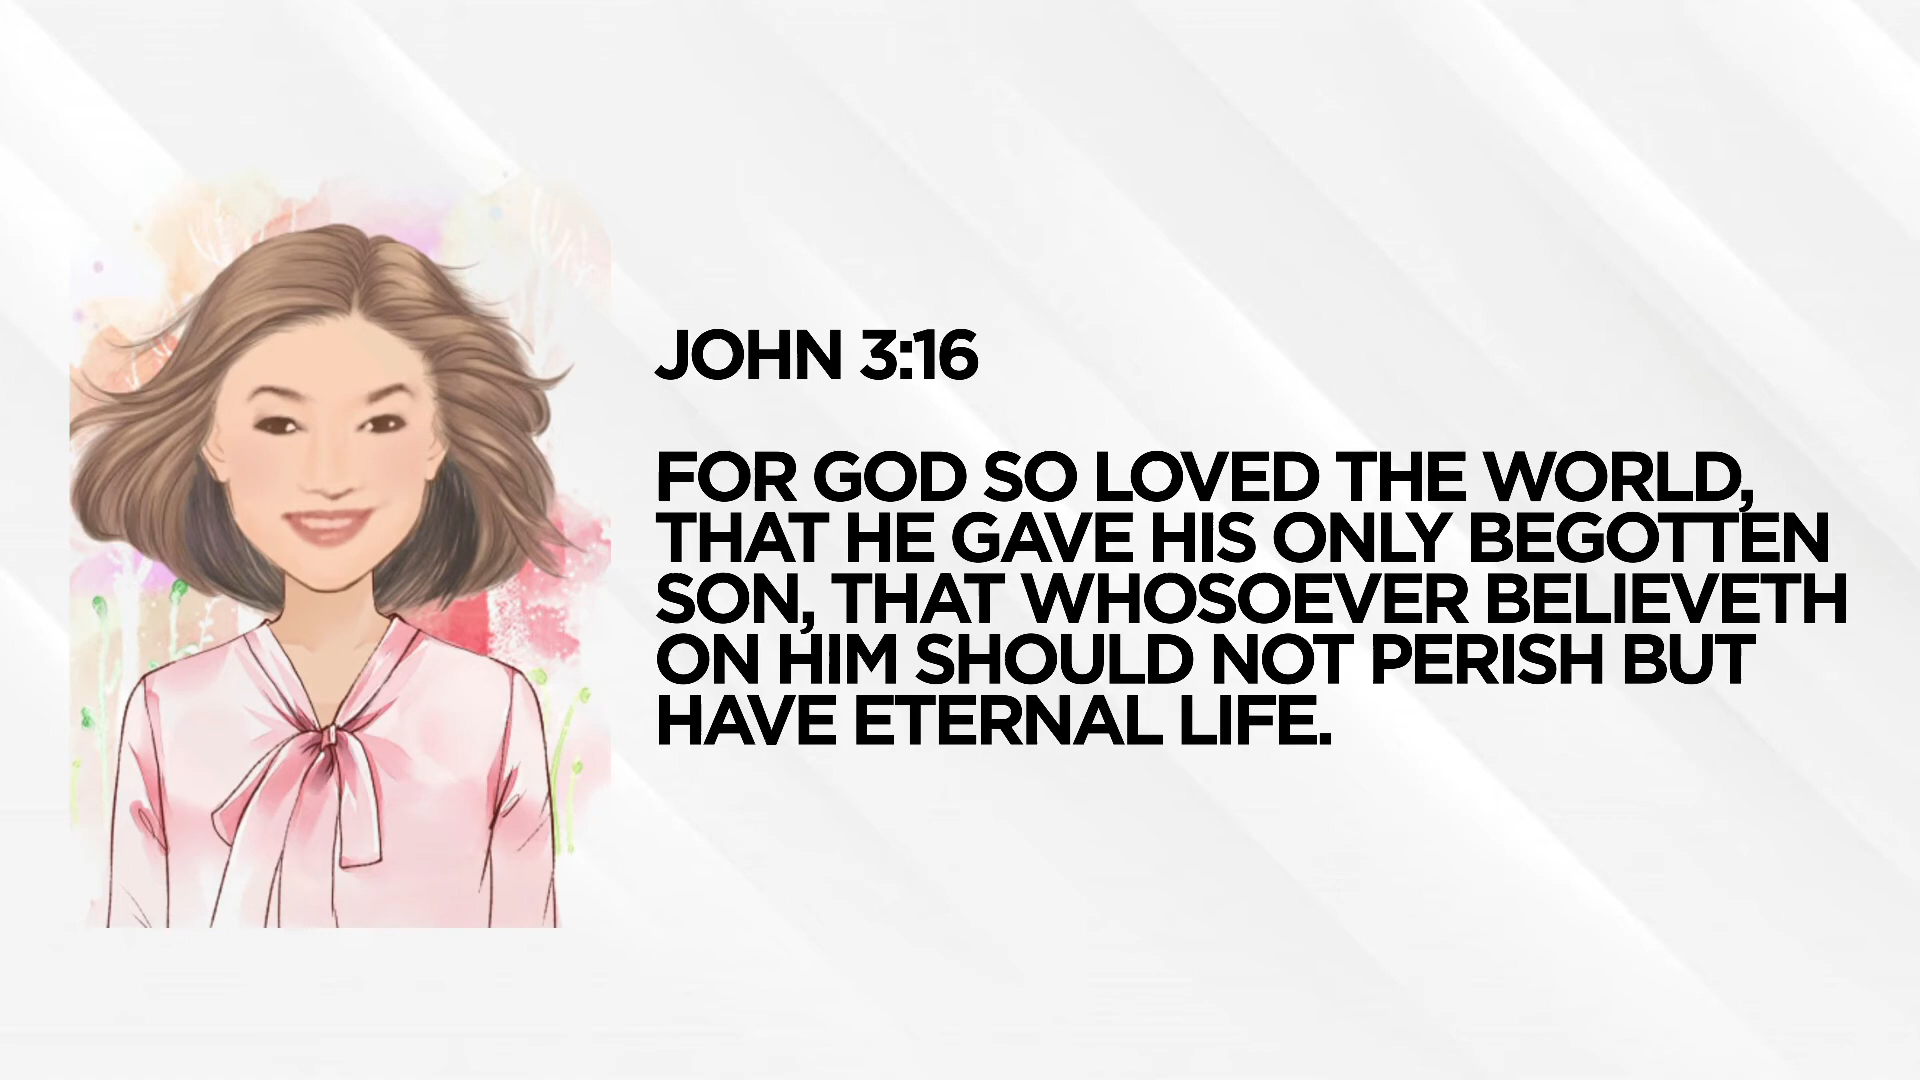 JOHN 3:16
FOR GOD SO LOVED THE WORLD,
THAT HE GAVE HIS ONLY BEGOTTEN
SON, THAT WHOSOEVER BELIEVETH
ON HIM SHOULD NOT PERISH BUT
HAVE ETERNAL LIFE.